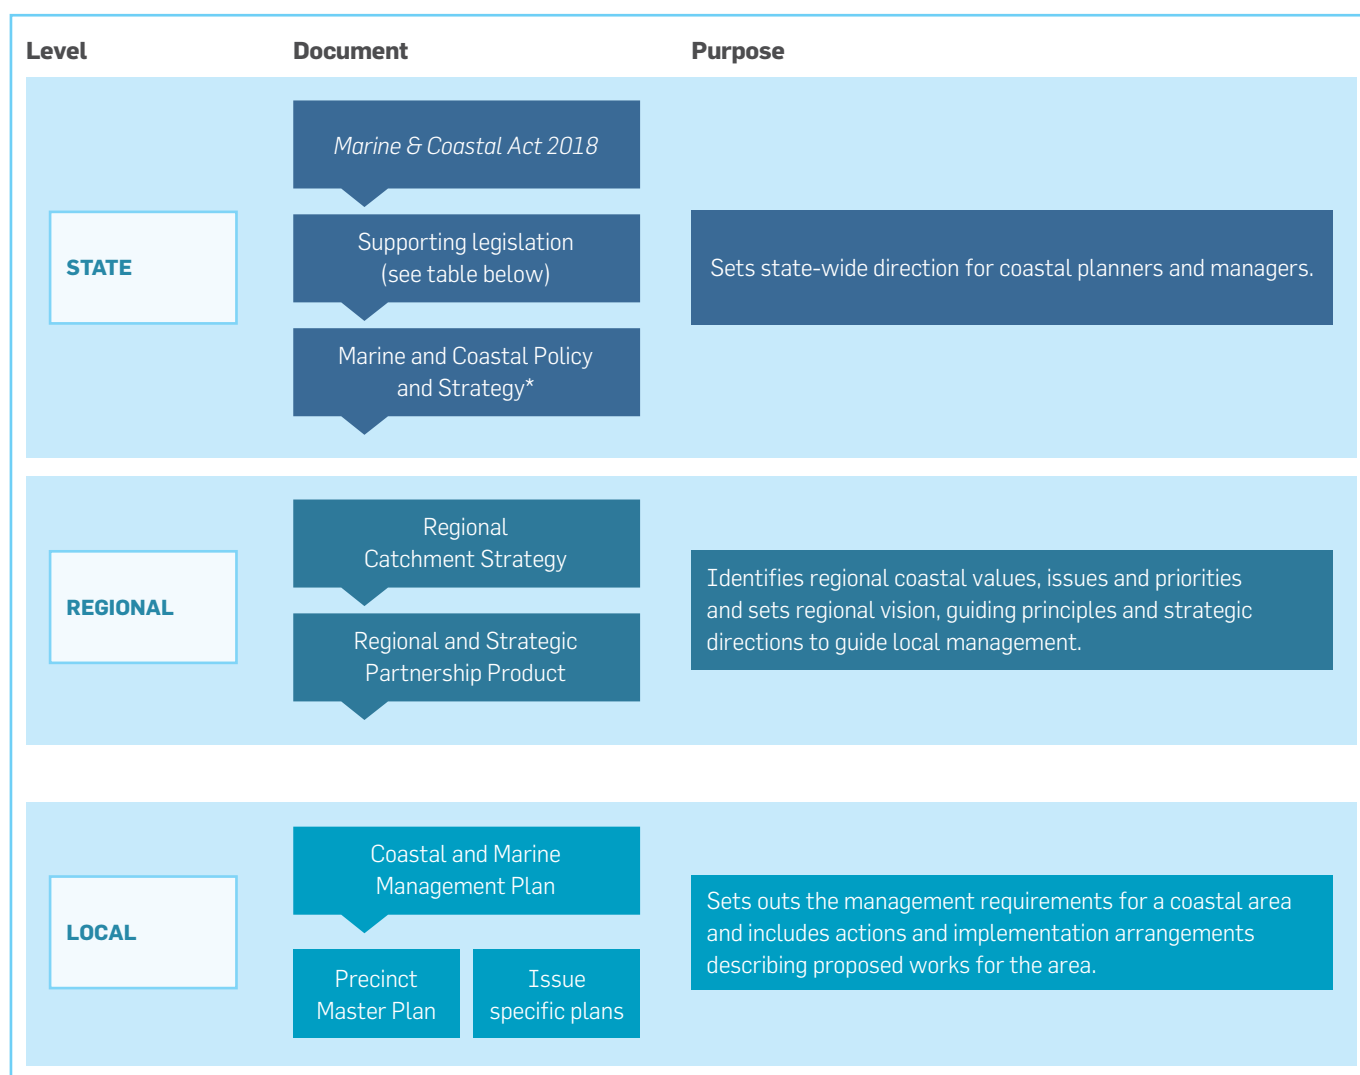 Level
Document
Purpose
STATE
Marine & Coastal Act 2018
Supporting legislation
(see table below)
Marine and Coastal Policy
and Strategy*
Sets state-wide direction for coastal planners and managers.
REGIONAL
Regional
Catchment Strategy
Regional and Strategic
Partnership Product
Identifies regional coastal values, issues and priorities
and sets regional vision, guiding principles and strategic
directions to guide local management.
LOCAL
Coastal and Marine
Management Plan
Precinct
Master Plan
Issue
specific plans
Sets outs the management requirements for a coastal area
and includes actions and implementation arrangements
describing proposed works for the area.